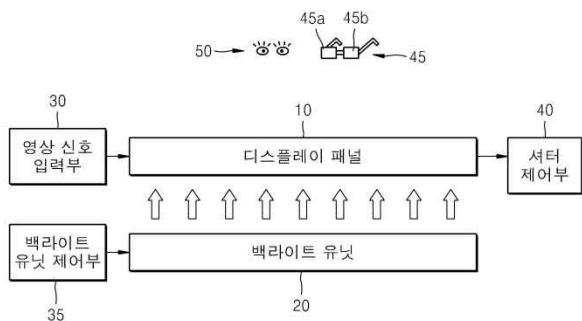 45a 45b
50 45
30 10 40
영상 신호
입력부
디스플레이 패널
셔터
제어부
백라이트
유닛 제어부
백라이트 유닛
35 20